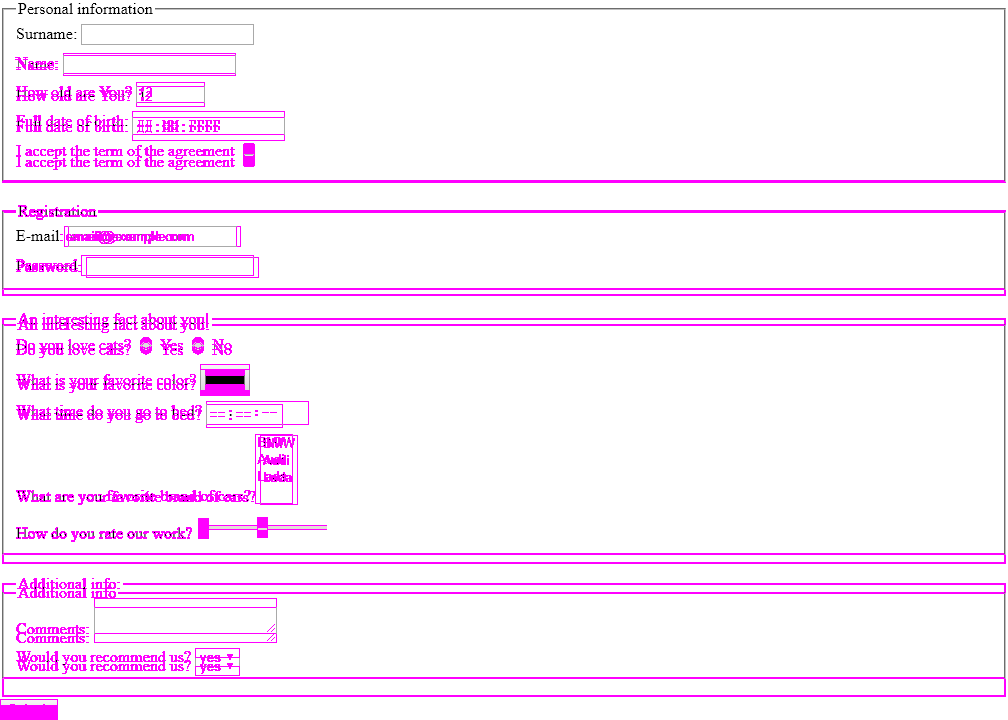 Personal information
Surname:
Name:
How old are You? 12
Full date of birth:
I accept the term of the agreement
Registration
E-mail: email@example.com
Password
An interesting fact about you!
Do you love cats? Yes No
What is your favorite color?
What time do you go to bed? --:--
BMW
Audi
Lada
What are your favorite brand of cars?
How do you rate our work?
Additional info:
Comments:
Would you recommend us? yes